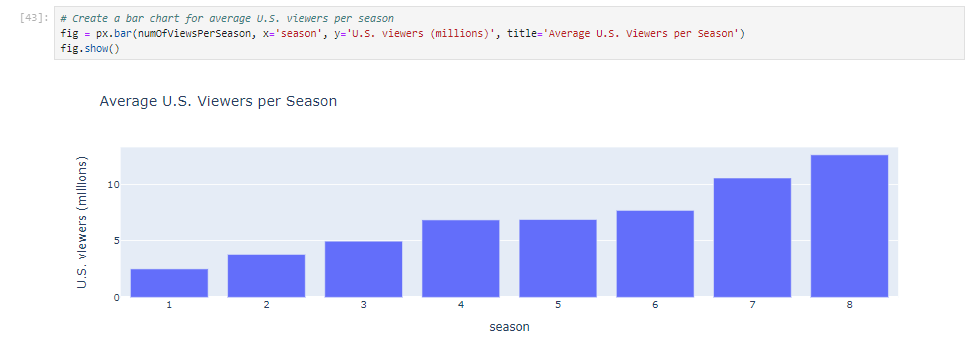 [43]: # Create a bar chart for average U.S. viewers per season
fig = px.bar(numOfViewsPerSeason, x='season', y='U.S. viewers (millions)', title='Average U.S. Viewers per Season')
fig.show()
Average U.S. Viewers per Season
U.S. viewers (millions)
10
5
0
1 2 3 4 5 6 7 8
season